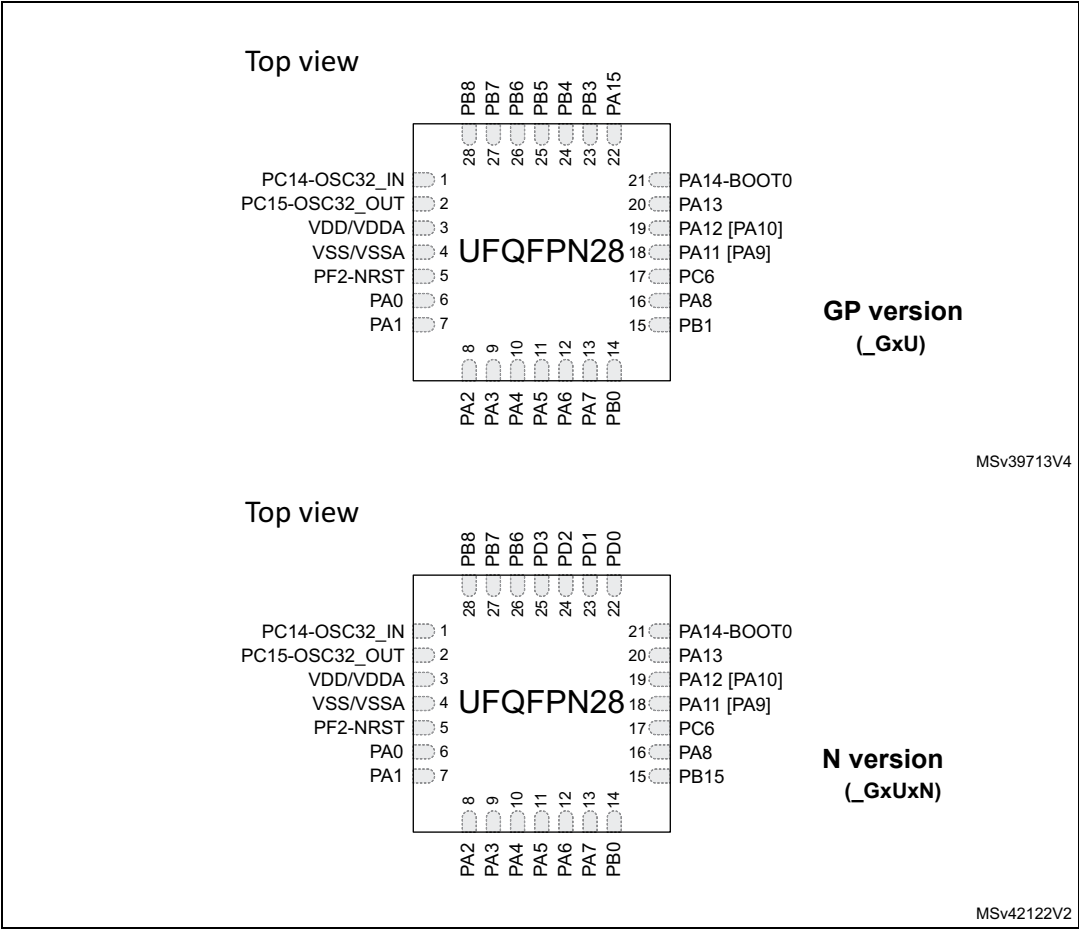 Top view
PB8 PB7 PB6 PB5 PB4 PB3 PA15
28 27 26 25 24 23 22
PC14-OSC32_IN 1 21 PA14-BOOT0
PC15-OSC32_OUT 2 20 PA13
VDD/VDDA 3 19 PA12 [PA10]
VSS/VSSA 4 UFQFPN28 18 PA11 [PA9]
PF2-NRST 5 17 PC6
PA0 6 16 PA8
PA1 7 15 PB1
GP version
(_GxU)
8 9 10 11 12 13 14
PA2 PA3 PA4 PA5 PA6 PA7 PB0
MSv39713V4
Top view
PB8 PB7 PB6 PD3 PD2 PD1 PD0
28 27 26 25 24 23 22
PC14-OSC32_IN 1 21 PA14-BOOT0
PC15-OSC32_OUT 2 20 PA13
VDD/VDDA 3 19 PA12 [PA10]
VSS/VSSA 4 UFQFPN28 18 PA11 [PA9]
PF2-NRST 5 17 PC6
PA0 6 16 PA8
PA1 7 15 PB15
N version
(_GxUxN)
8 9 10 11 12 13 14
PA2 PA3 PA4 PA5 PA6 PA7 PB0
MSv42122V2